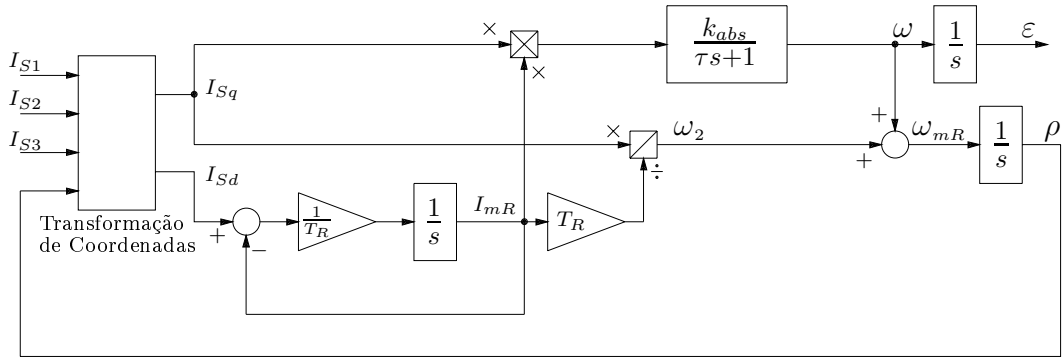 I_{S1}
I_{S2}
I_{S3}
Transformação
de Coordenadas
I_{Sq}
I_{Sd}
+
−
1/T_R
1/s
I_{mR}
T_R
×
×
k_{abs}/(τs+1)
ω
1/s
ε
×
÷
ω_2
+
+
ω_{mR}
1/s
ρ